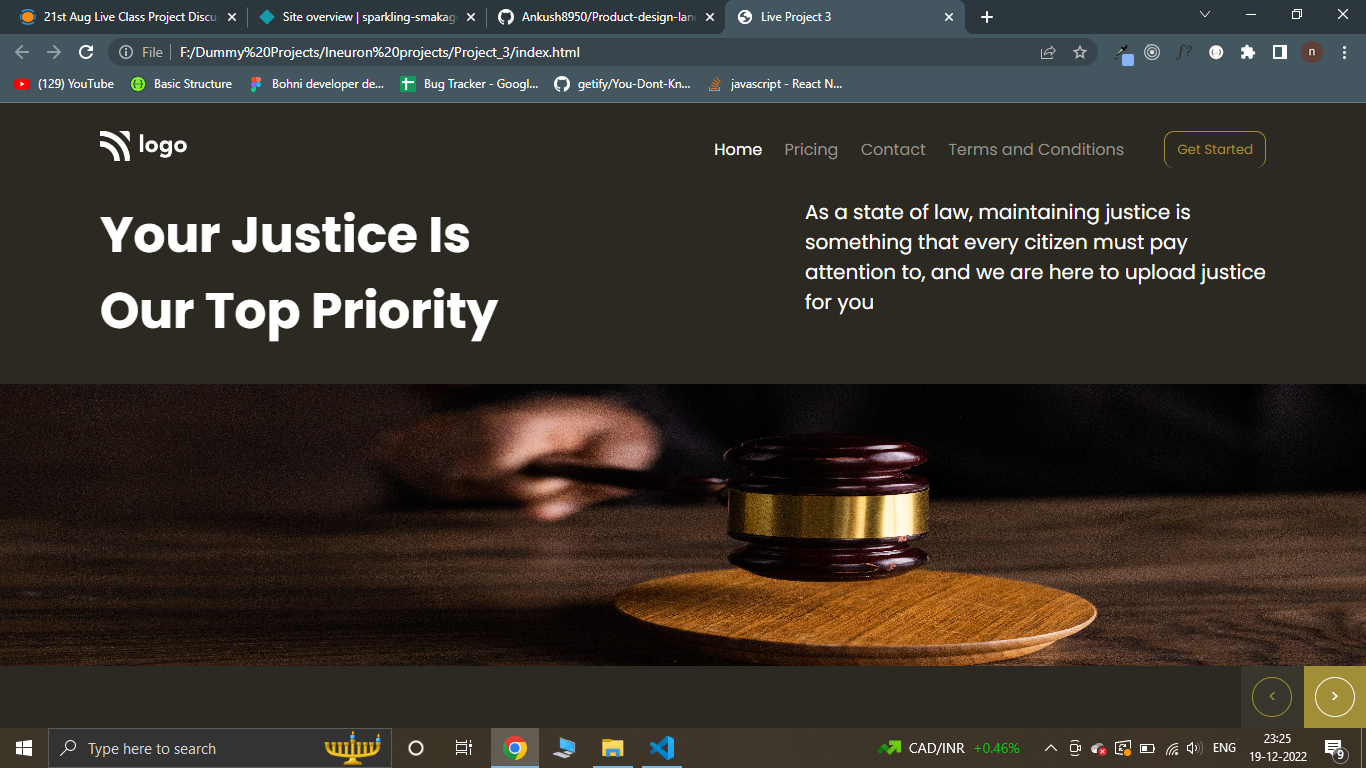 21st Aug Live Class Project Discu
Site overview | sparkling-smakag
Ankush8950/Product-design-lan
Live Project 3
File
F:/Dummy%20Projects/Ineuron%20projects/Project_3/index.html
f?
n
(129) YouTube
Basic Structure
Bohni developer de...
Bug Tracker - Googl...
getify/You-Dont-Kn...
javascript - React N...
logo
Home
Pricing
Contact
Terms and Conditions
Get Started
Your Justice Is
Our Top Priority
As a state of law, maintaining justice is
something that every citizen must pay
attention to, and we are here to upload justice
for you
Type here to search
CAD/INR
+0.46%
ENG
23:25
19-12-2022
9